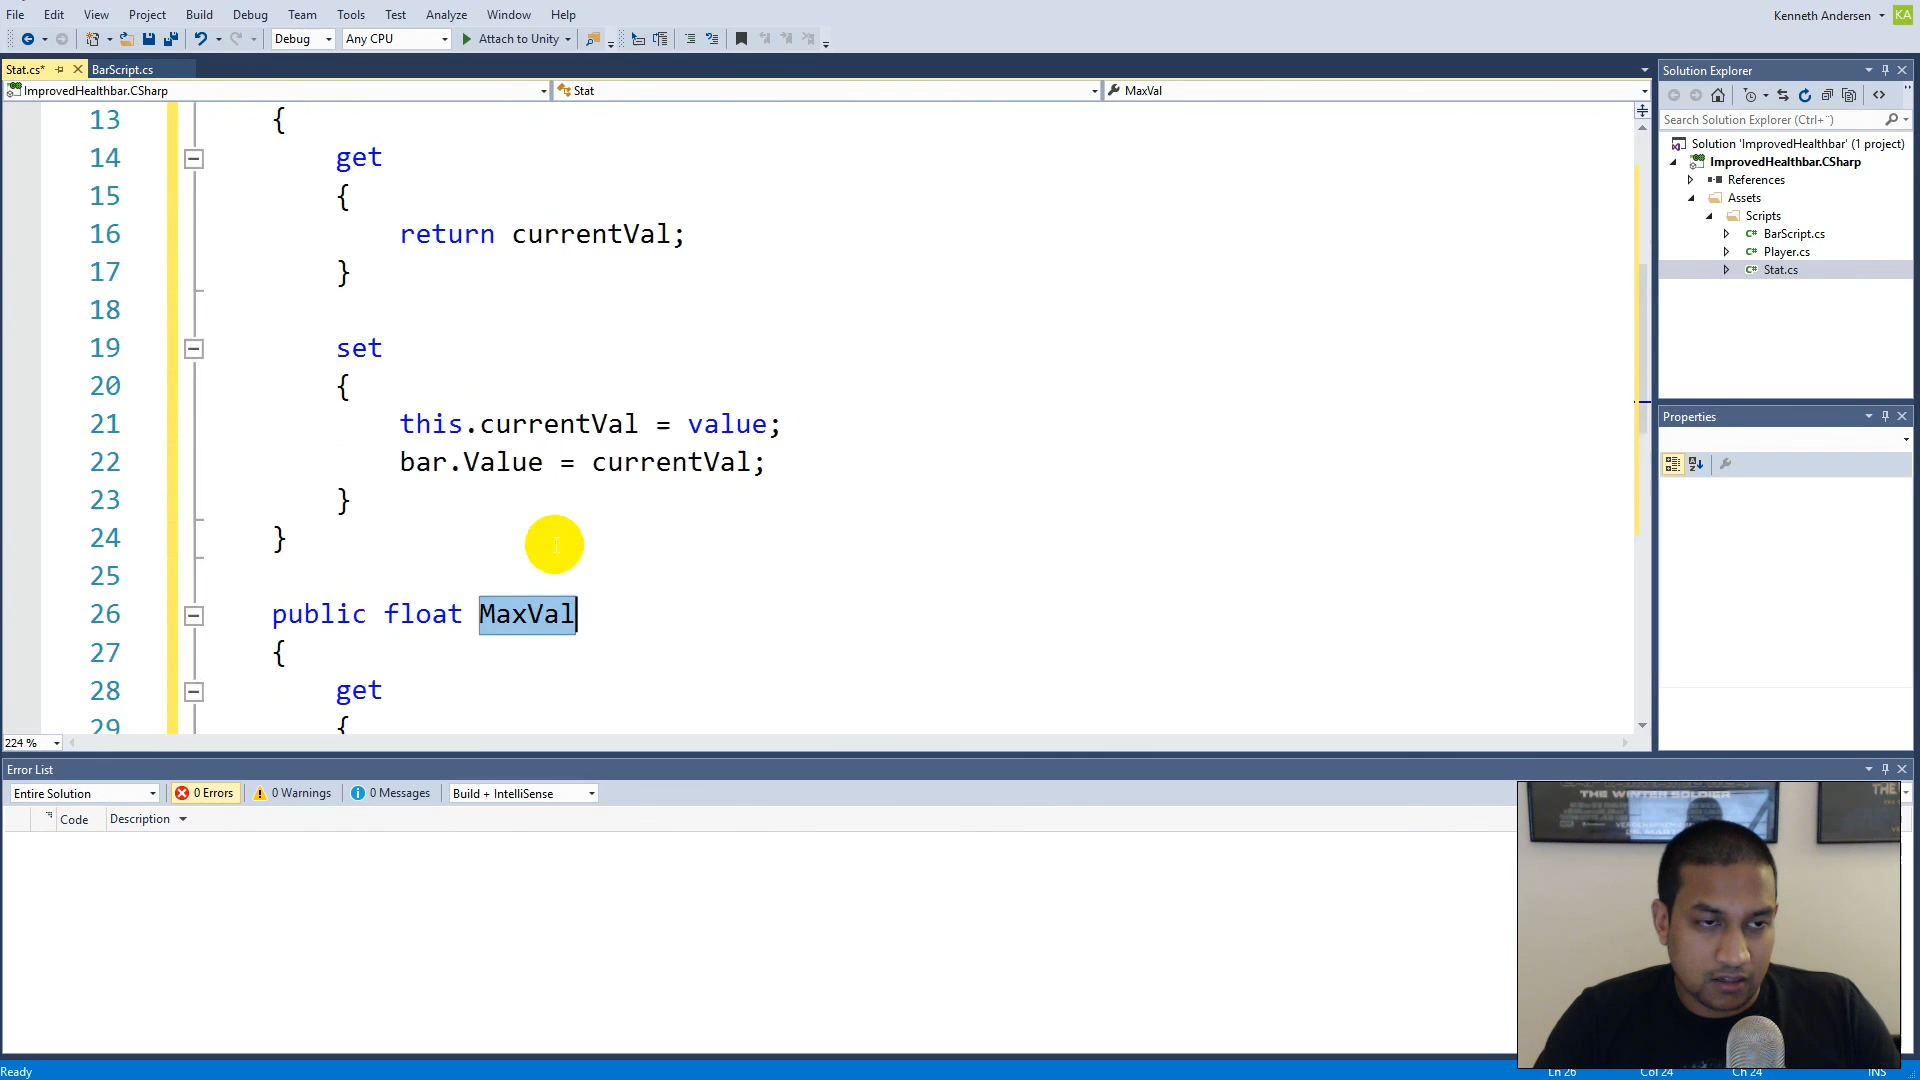 File Edit View Project Build Debug Team Tools Test Analyze Window Help
Kenneth Andersen KA
Debug Any CPU Attach to Unity
Stat.cs* BarScript.cs
ImprovedHealthbar.CSharp Stat MaxVal
13 {
14 get
15 {
16 return currentVal;
17 }
18
19 set
20 {
21 this.currentVal = value;
22 bar.Value = currentVal;
23 }
24 }
25
26 public float MaxVal
27 {
28 get
29 {
224 %
Solution Explorer
Search Solution Explorer (Ctrl+¨)
Solution 'ImprovedHealthbar' (1 project)
ImprovedHealthbar.CSharp
References
Assets
Scripts
C# BarScript.cs
C# Player.cs
C# Stat.cs
Properties
Error List
Entire Solution 0 Errors 0 Warnings 0 Messages Build + IntelliSense
Code Description
THE WINTER SOLDIER
Ready Ln 26 Col 24 Ch 24 INS